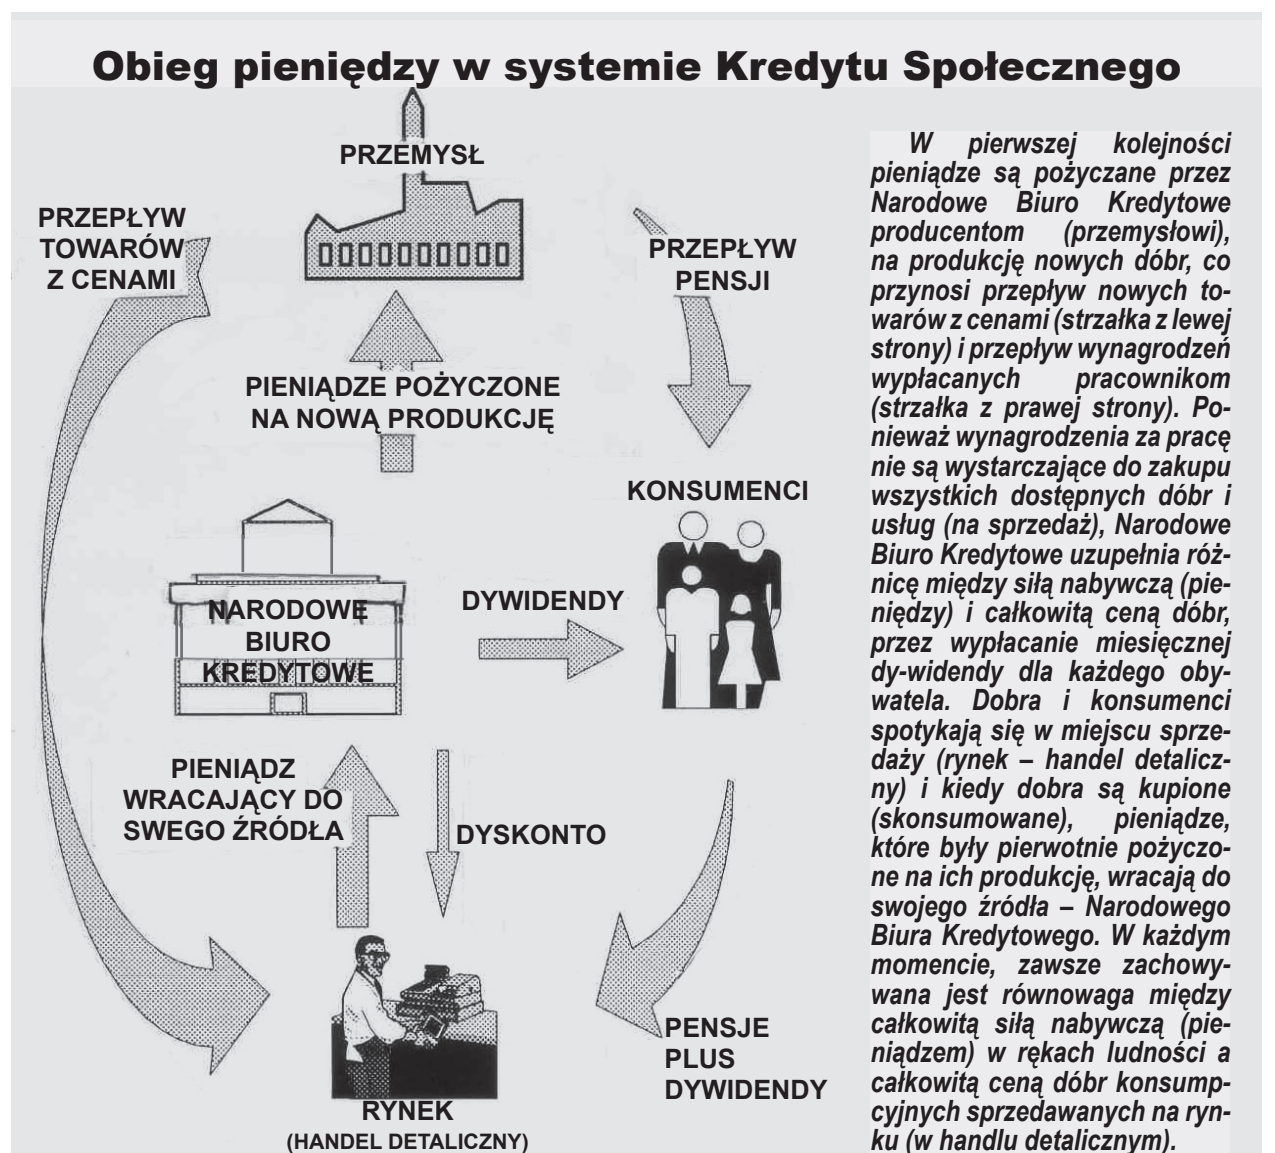 Obieg pieniędzy w systemie Kredytu Społecznego
PRZEMYSŁ
PRZEPŁYW
TOWARÓW
Z CENAMI
PRZEPŁYW
PENSJI
PIENIĄDZE POŻYCZONE
NA NOWĄ PRODUKCJĘ
KONSUMENCI
NARODOWE
BIURO
KREDYTOWE
DYWIDENDY
PIENIĄDZ
WRACAJĄCY DO
SWEGO ŹRÓDŁA
DYSKONTO
PENSJE
PLUS
DYWIDENDY
RYNEK
(HANDEL DETALICZNY)
W pierwszej kolejności
pieniądze są pożyczane przez
Narodowe Biuro Kredytowe
producentom (przemysłowi),
na produkcję nowych dóbr, co
przynosi przepływ nowych to-
warów z cenami (strzałka z lewej
strony) i przepływ wynagrodzeń
wypłacanych pracownikom
(strzałka z prawej strony). Po-
nieważ wynagrodzenia za pracę
nie są wystarczające do zakupu
wszystkich dostępnych dóbr i
usług (na sprzedaż), Narodowe
Biuro Kredytowe uzupełnia róż-
nicę między siłą nabywczą (pie-
niędzy) i całkowitą ceną dóbr,
przez wypłacanie miesięcznej
dy-widendy dla każdego oby-
watela. Dobra i konsumenci
spotykają się w miejscu sprze-
daży (rynek – handel detalicz-
ny) i kiedy dobra są kupione
(skonsumowane), pieniądze,
które były pierwotnie pożyczo-
ne na ich produkcję, wracają do
swojego źródła – Narodowego
Biura Kredytowego. W każdym
momencie, zawsze zachowy-
wana jest równowaga między
całkowitą siłą nabywczą (pie-
niądzem) w rękach ludności a
całkowitą ceną dóbr konsump-
cyjnych sprzedawanych na ryn-
ku (w handlu detalicznym).